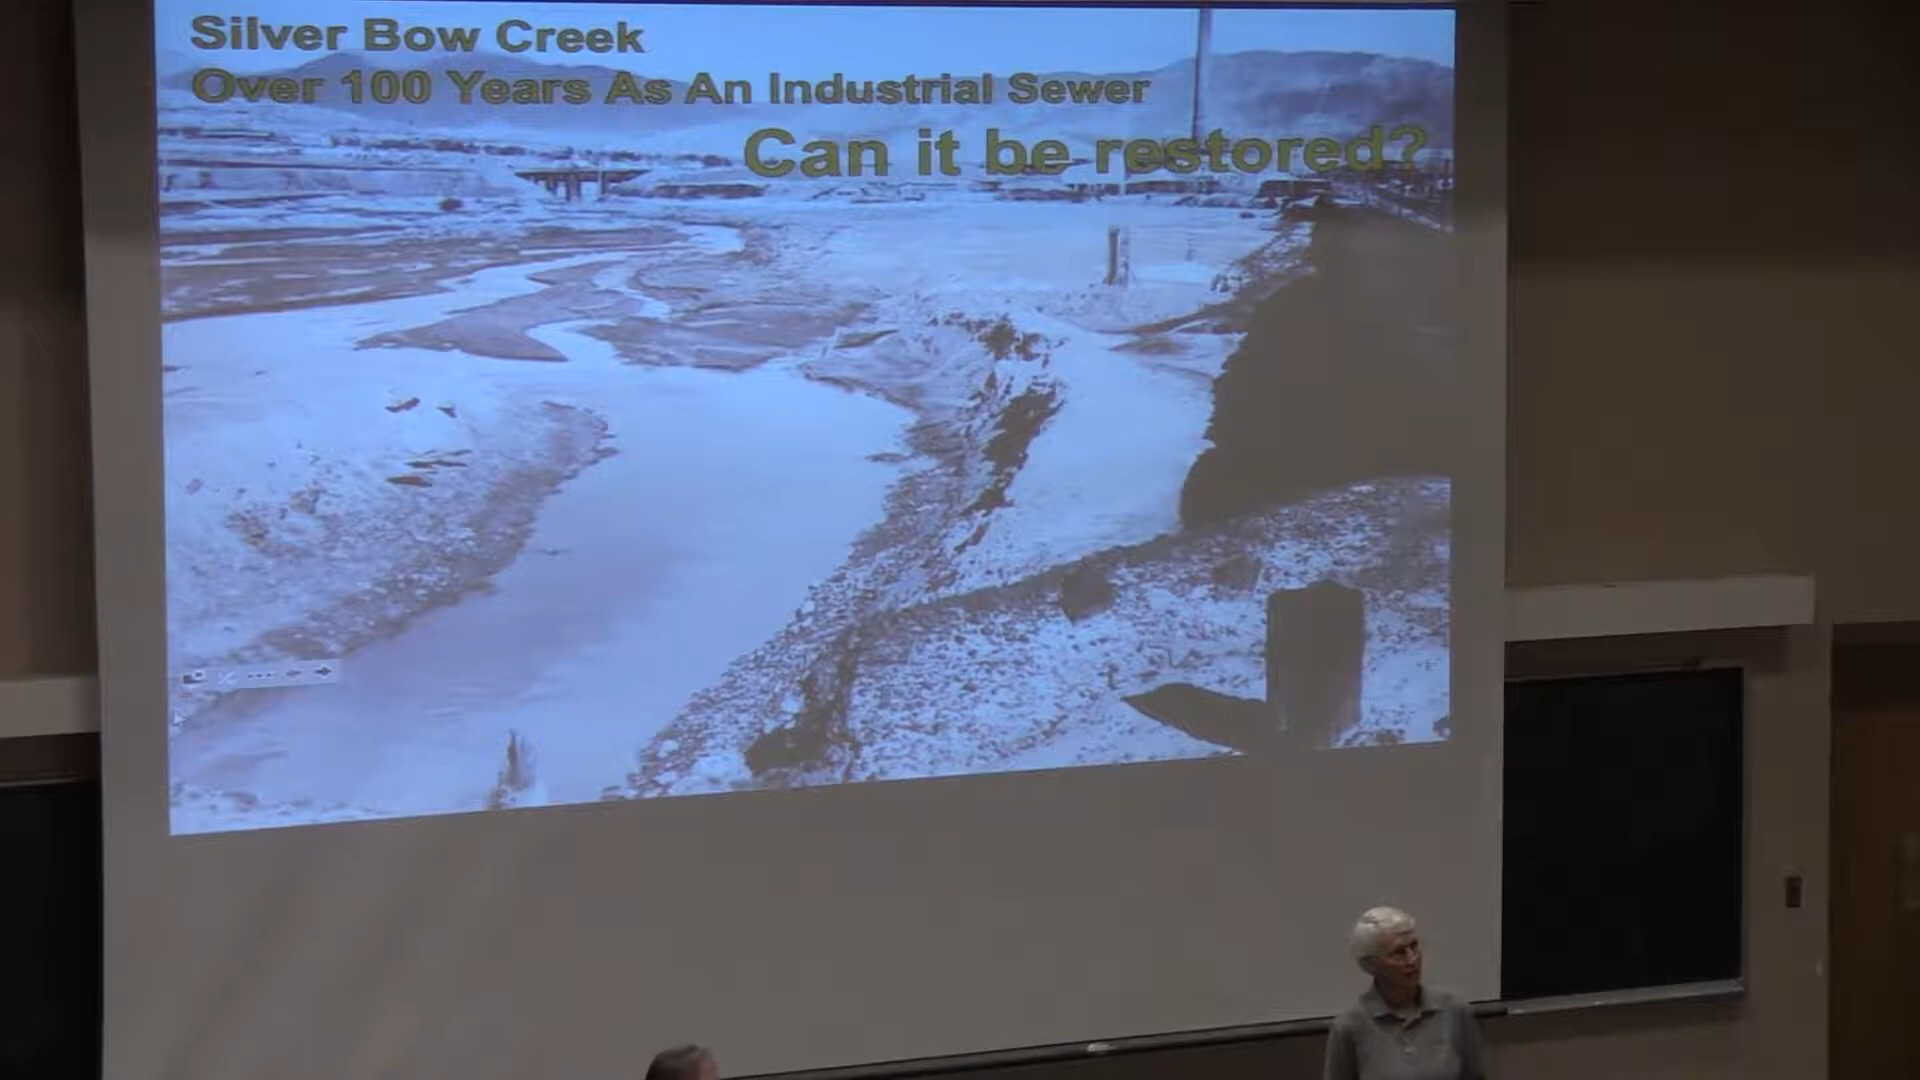 Silver Bow Creek
Over 100 Years As An Industrial Sewer
Can it be restored?